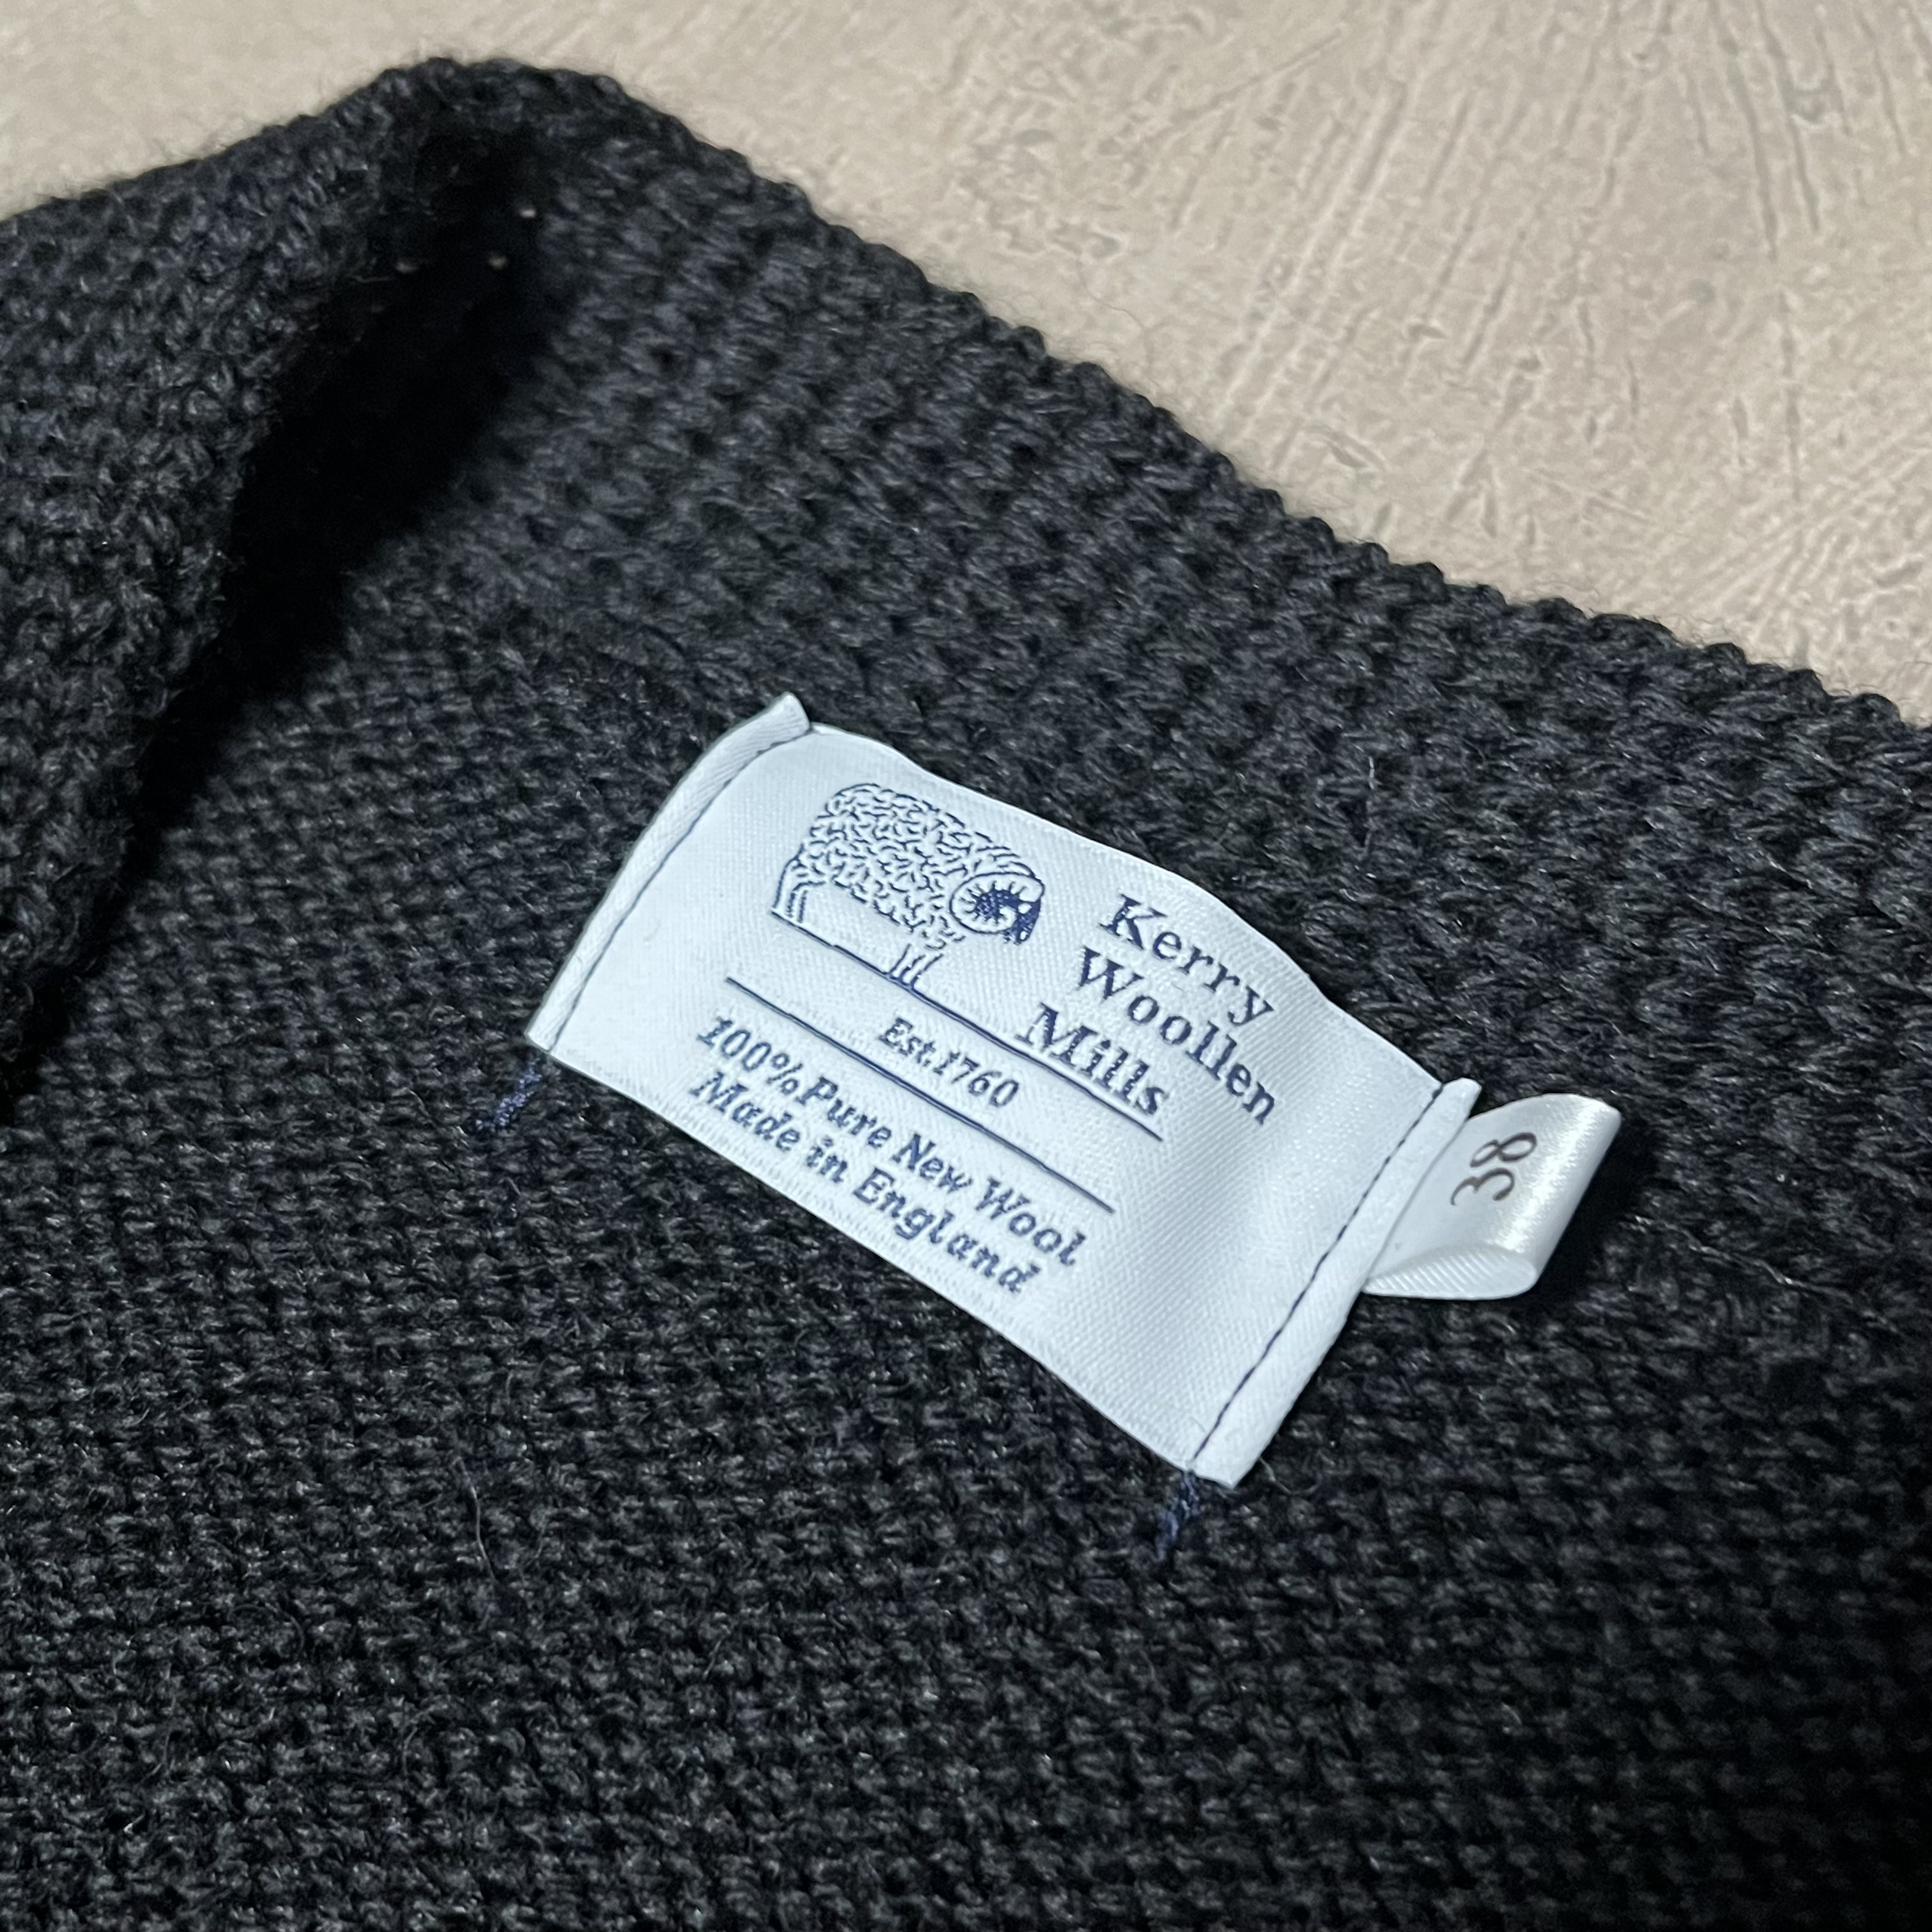 Kerry
Woollen
Mills
Est.1760
100% Pure New Wool
Made in England
38